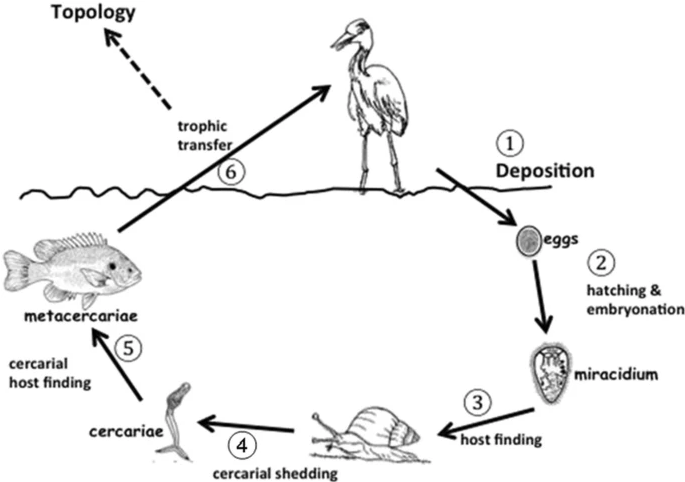 Topology
trophic
transfer
⑥
①
Deposition
eggs
②
hatching &
embryonation
miracidium
③
host finding
④
cercarial shedding
cercariae
⑤
cercarial
host finding
metacercariae